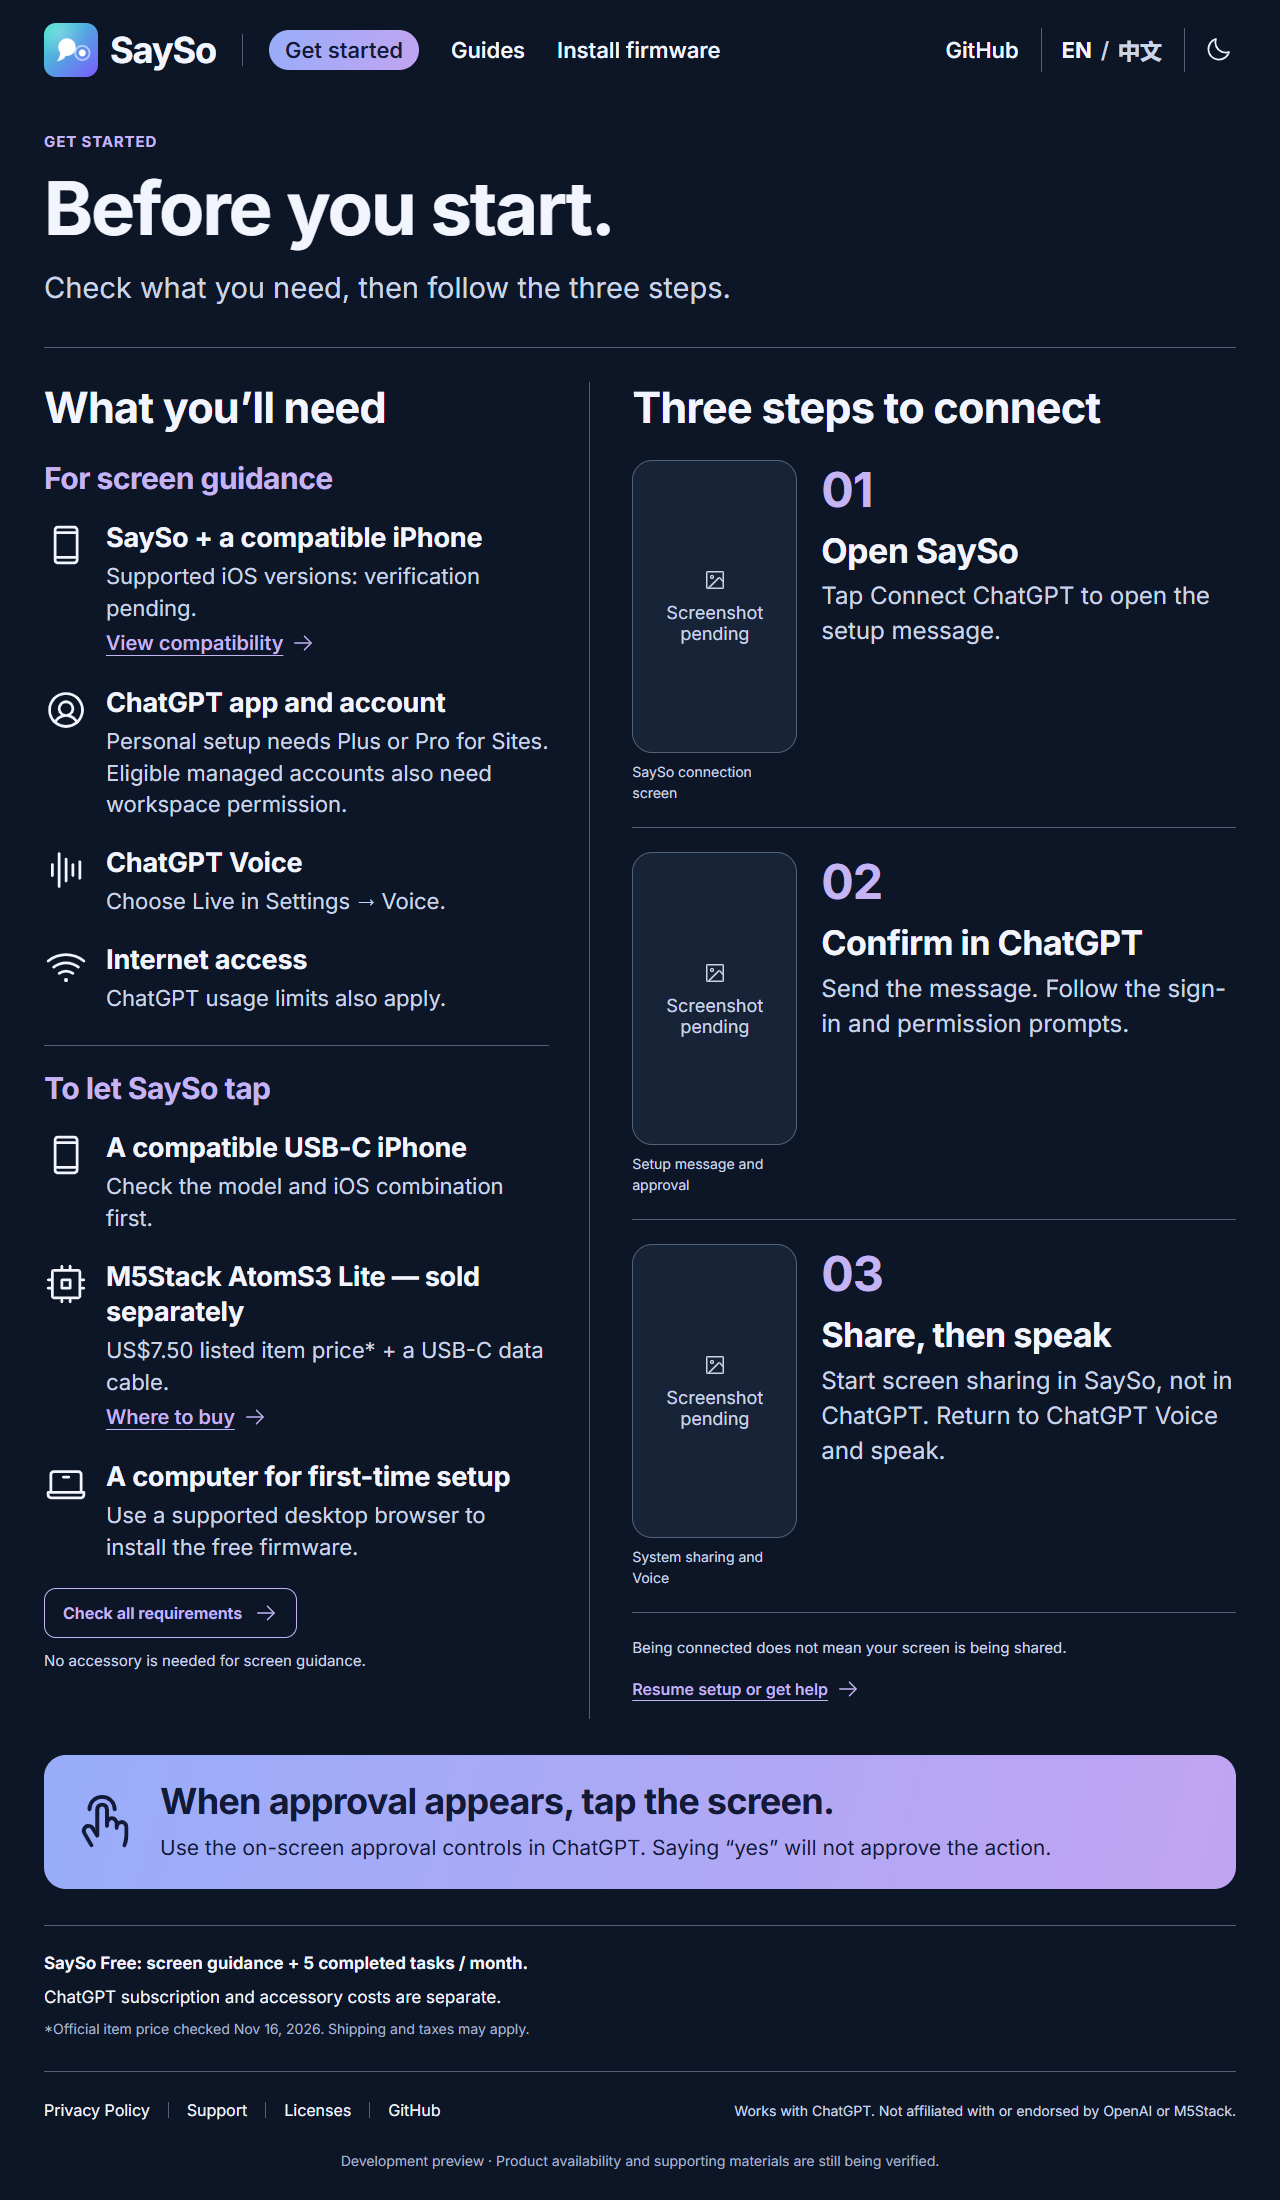 SaySo
Get started
Guides
Install firmware
GitHub
EN / 中文
GET STARTED
Before you start.
Check what you need, then follow the three steps.
What you’ll need
For screen guidance
SaySo + a compatible iPhone
Supported iOS versions: verification
pending.
View compatibility →
ChatGPT app and account
Personal setup needs Plus or Pro for Sites.
Eligible managed accounts also need
workspace permission.
ChatGPT Voice
Choose Live in Settings → Voice.
Internet access
ChatGPT usage limits also apply.
To let SaySo tap
A compatible USB-C iPhone
Check the model and iOS combination
first.
M5Stack AtomS3 Lite — sold
separately
US$7.50 listed item price* + a USB-C data
cable.
Where to buy →
A computer for first-time setup
Use a supported desktop browser to
install the free firmware.
Check all requirements →
No accessory is needed for screen guidance.
Three steps to connect
Screenshot
pending
SaySo connection
screen
01
Open SaySo
Tap Connect ChatGPT to open the
setup message.
Screenshot
pending
Setup message and
approval
02
Confirm in ChatGPT
Send the message. Follow the sign-
in and permission prompts.
Screenshot
pending
System sharing and
Voice
03
Share, then speak
Start screen sharing in SaySo, not in
ChatGPT. Return to ChatGPT Voice
and speak.
Being connected does not mean your screen is being shared.
Resume setup or get help →
When approval appears, tap the screen.
Use the on-screen approval controls in ChatGPT. Saying “yes” will not approve the action.
SaySo Free: screen guidance + 5 completed tasks / month.
ChatGPT subscription and accessory costs are separate.
*Official item price checked Nov 16, 2026. Shipping and taxes may apply.
Privacy Policy
Support
Licenses
GitHub
Works with ChatGPT. Not affiliated with or endorsed by OpenAI or M5Stack.
Development preview · Product availability and supporting materials are still being verified.